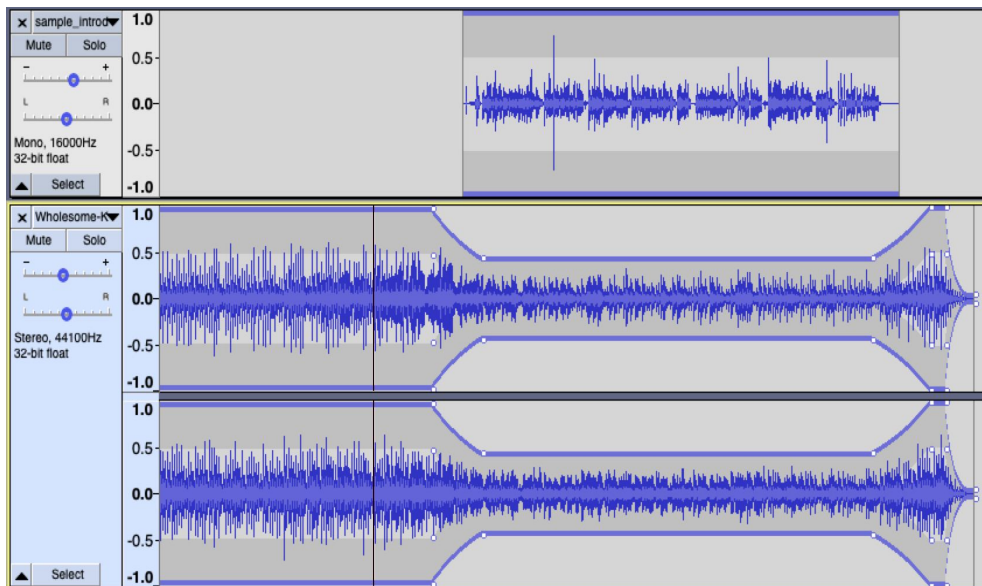 × sample_introd▼
Mute Solo
- +
L R
Mono, 16000Hz
32-bit float
Select
1.0
0.5-
0.0-
-0.5-
-1.0
× Wholesome-K▼
Mute Solo
- +
L R
Stereo, 44100Hz
32-bit float
Select
1.0
0.5-
0.0-
-0.5-
-1.0
1.0
0.5-
0.0-
-0.5-
-1.0